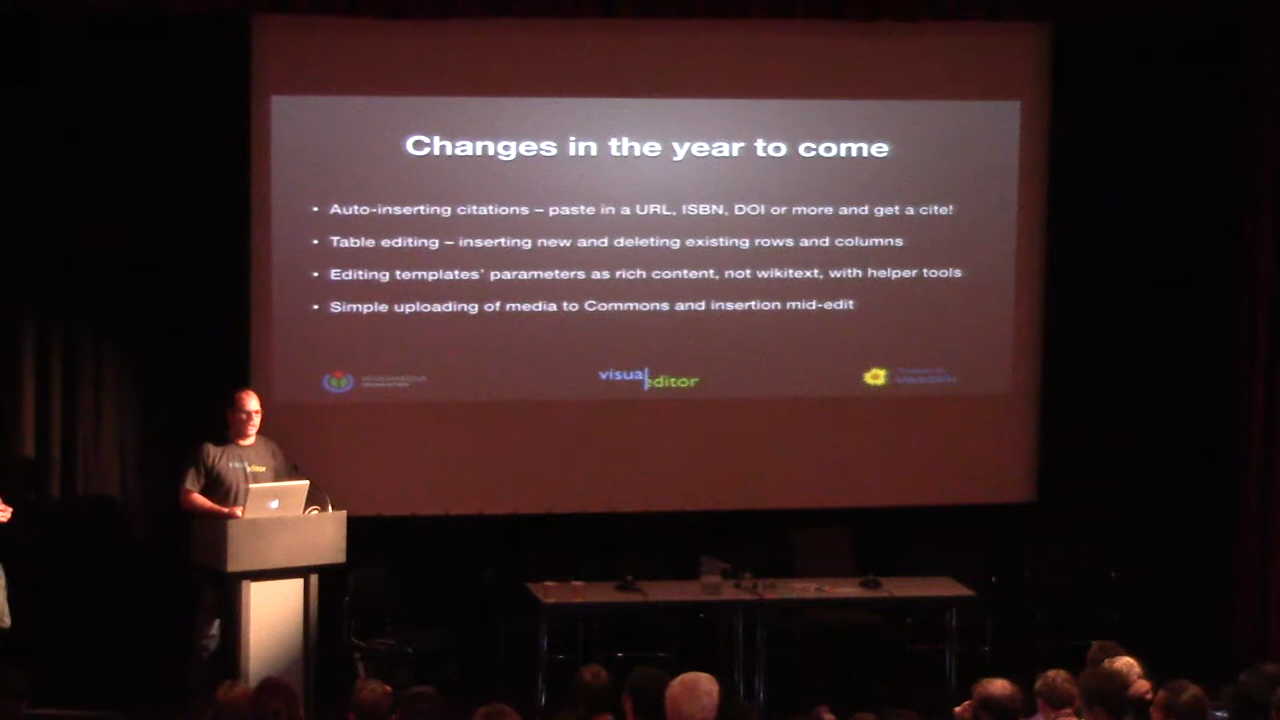 Changes in the year to come
• Auto-inserting citations – paste in a URL, ISBN, DOI or more and get a cite!
• Table editing – inserting new and deleting existing rows and columns
• Editing templates' parameters as rich content, not wikitext, with helper tools
• Simple uploading of media to Commons and insertion mid-edit
visual editor
editor